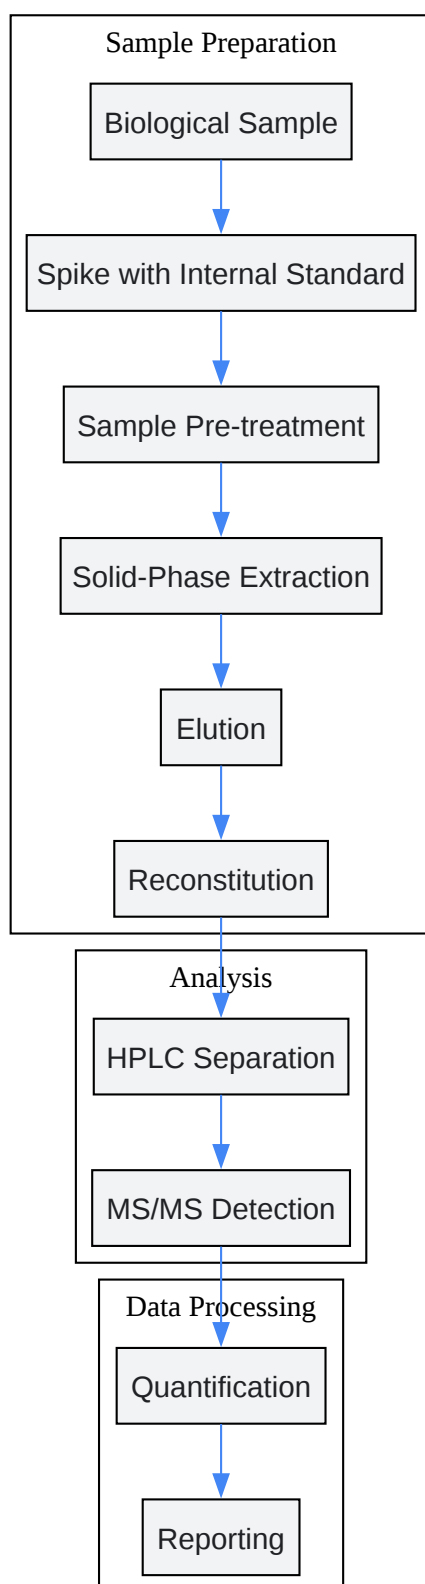 Sample Preparation
Biological Sample
Spike with Internal Standard
Sample Pre-treatment
Solid-Phase Extraction
Elution
Reconstitution
Analysis
HPLC Separation
MS/MS Detection
Data Processing
Quantification
Reporting